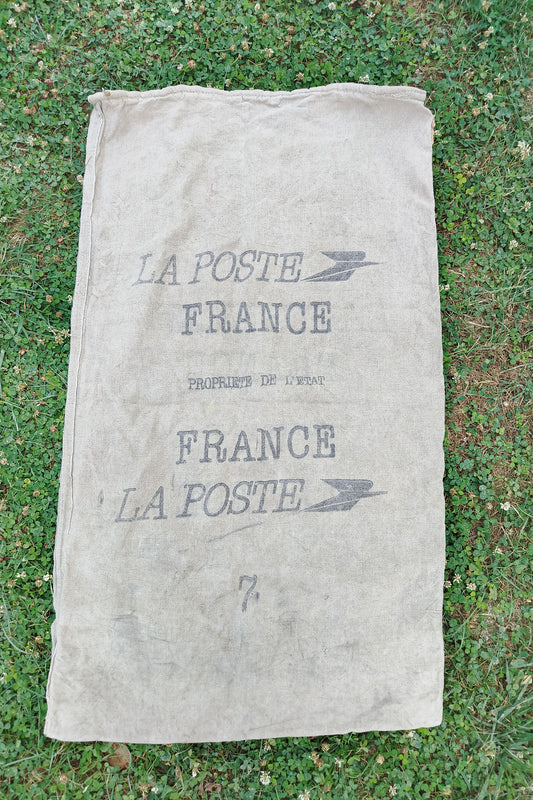 LA POSTE
FRANCE
PROPRIETE DE L'ETAT
FRANCE
LA POSTE
7